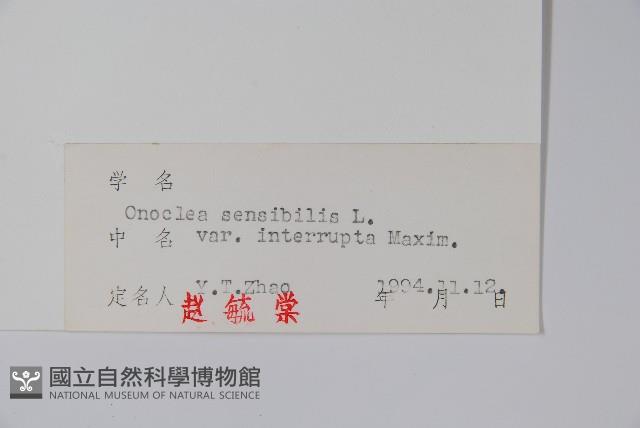 学 名
Onoclea sensibilis L.
中 名 var. interrupta Maxim.
定名人 Y.T.Zhao 1994.11.12. 年 月 日
赵 毓 棠
國立自然科學博物館
NATIONAL MUSEUM OF NATURAL SCIENCE